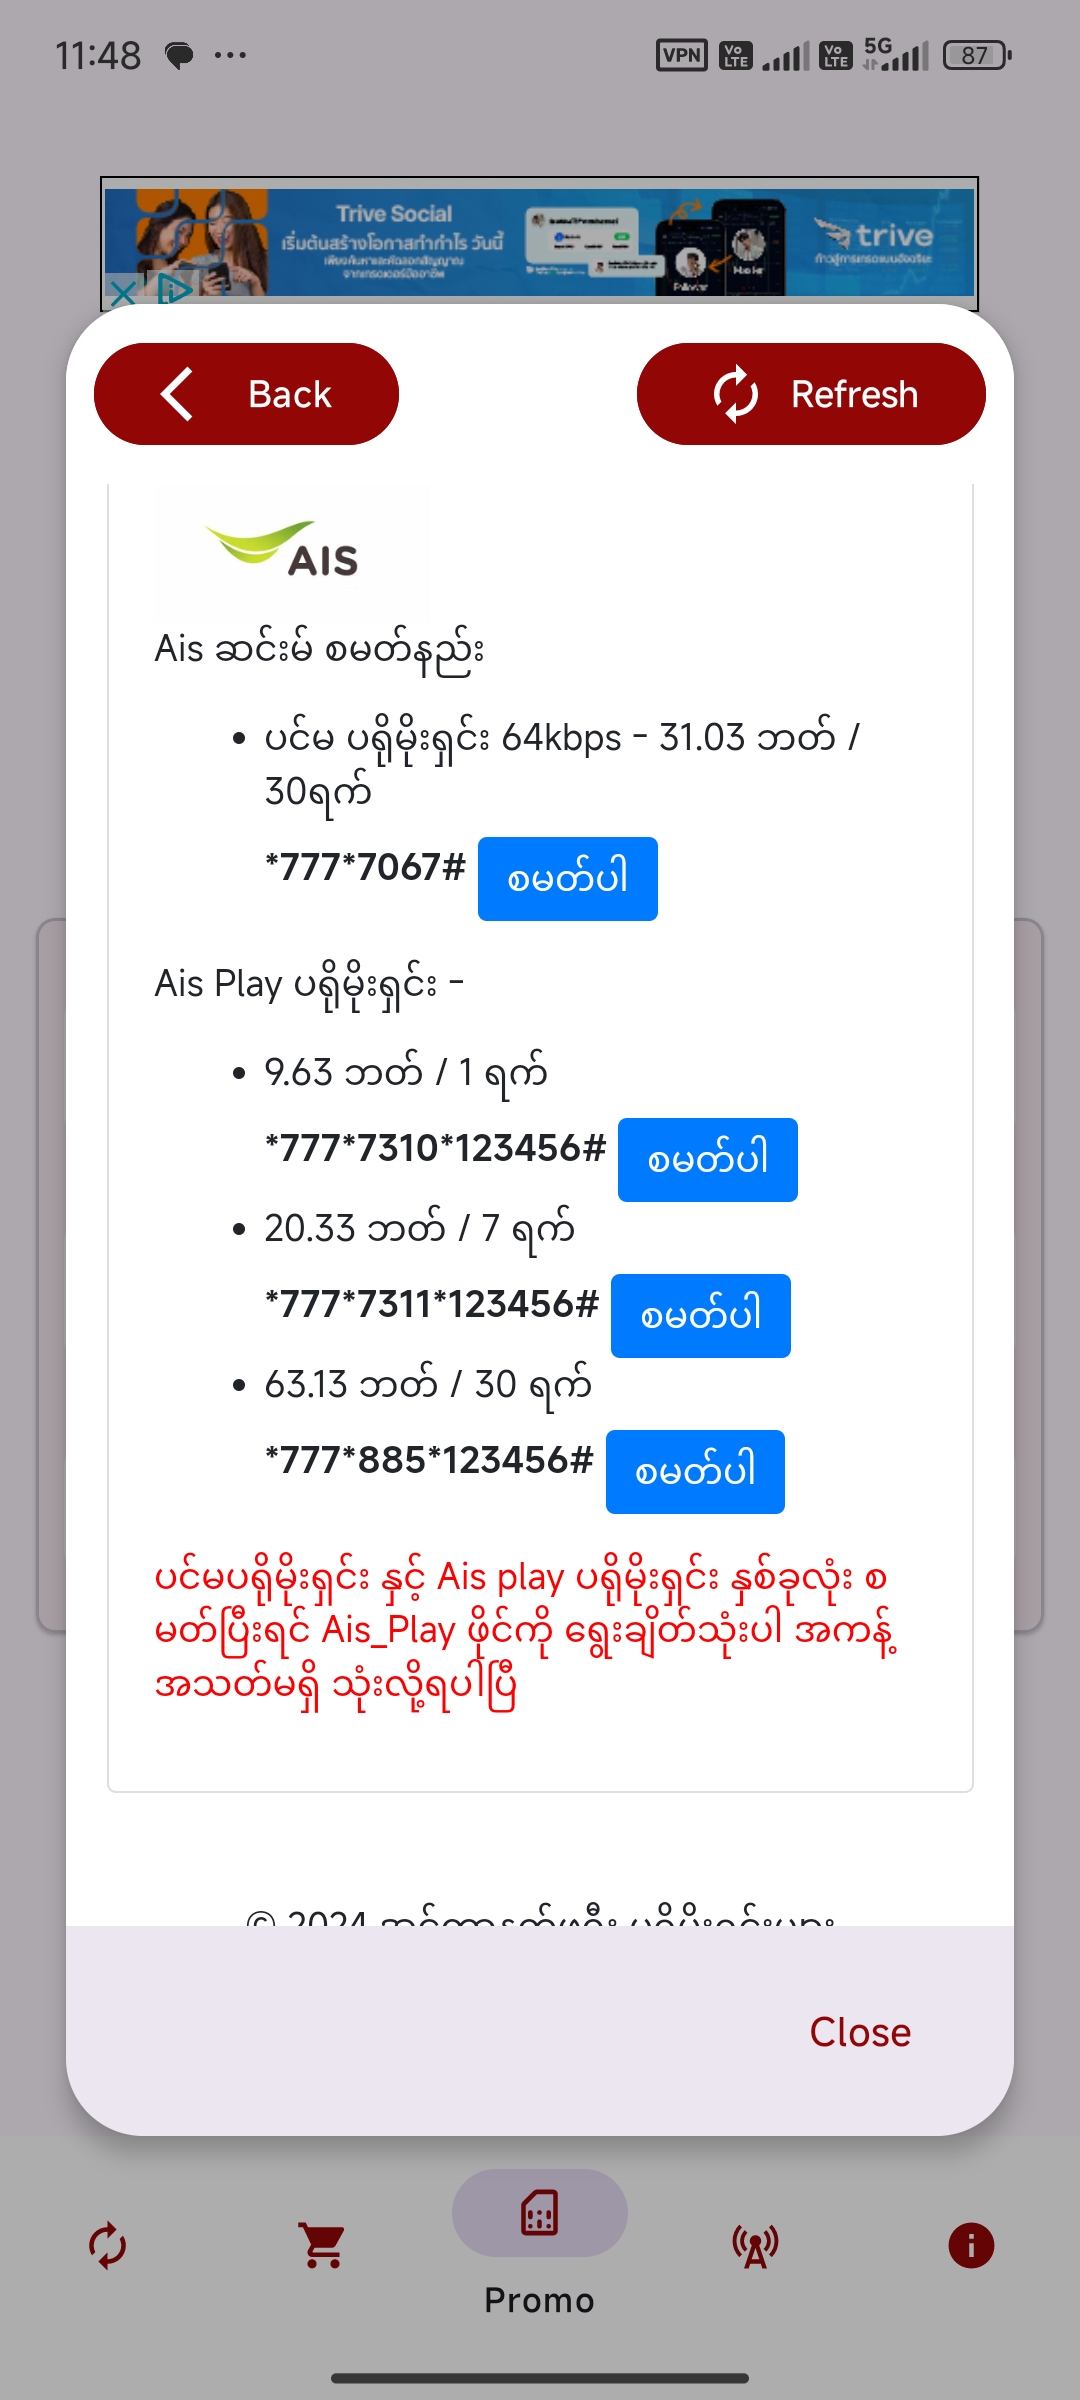 11:48
VPN Vo LTE Vo LTE 5G 87
Trive Social
เริ่มต้นสร้างโอกาสทำกำไร วันนี้
trive
Back
Refresh
AIS
Ais ဆင်းမ် စမတ်နည်း
ပင်မ ပရိုမိုးရှင်း 64kbps - 31.03 ဘတ် /
30ရက်
*777*7067# စမတ်ပါ
Ais Play ပရိုမိုးရှင်း -
9.63 ဘတ် / 1 ရက်
*777*7310*123456# စမတ်ပါ
20.33 ဘတ် / 7 ရက်
*777*7311*123456# စမတ်ပါ
63.13 ဘတ် / 30 ရက်
*777*885*123456# စမတ်ပါ
ပင်မပရိုမိုးရှင်း နှင့် Ais play ပရိုမိုးရှင်း နှစ်ခုလုံး စ
မတ်ပြီးရင် Ais_Play ဖိုင်ကို ရွေးချိတ်သုံးပါ အကန့်
အသတ်မရှိ သုံးလို့ရပါပြီ
© 2024
Close
Promo